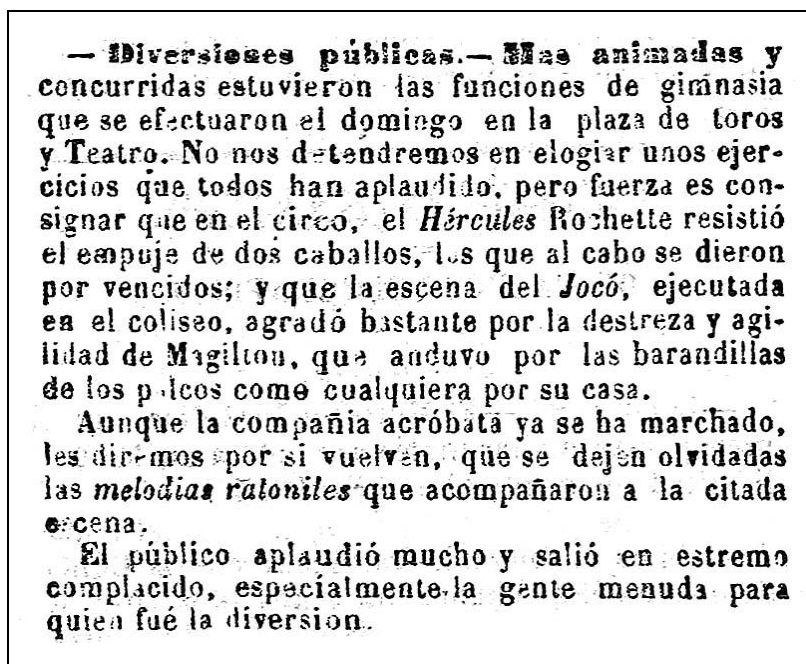 — Diversiones públicas.— Mas animadas y
concurridas estuvieron las funciones de gimnasia
que se efectuaron el domingo en la plaza de toros
y Teatro. No nos detendremos en elogiar unos ejer-
cicios que todos han aplaudido, pero fuerza es con-
signar que en el circo, el Hércules Rochette resistió
el empuje de dos caballos, los que al cabo se dieron
por vencidos; y que la escena del Jocó, ejecutada
en el coliseo, agradó bastante por la destreza y agi-
lidad de Magilton, que anduvo por las barandillas
de los palcos como cualquiera por su casa.
Aunque la compañia acróbata ya se ha marchado,
les diremos por si vuelven, que se dejen olvidadas
las melodias ratoniles que acompañaron a la citada
escena.
El público aplaudió mucho y salió en estremo
complacido, especialmente la gente menuda para
quien fué la diversion.